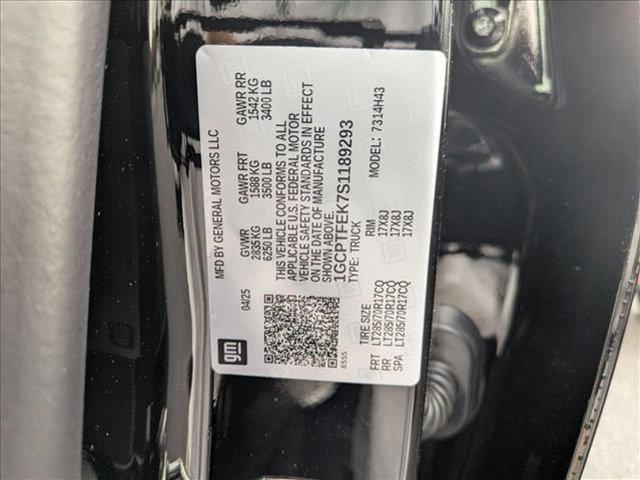 MFD BY GENERAL MOTORS LLC
04/25 GVWR GAWR FRT GAWR RR
2835 KG 1588 KG 1542 KG
6250 LB 3500 LB 3400 LB
THIS VEHICLE CONFORMS TO ALL
APPLICABLE U.S. FEDERAL MOTOR
VEHICLE SAFETY STANDARDS IN EFFECT
ON THE DATE OF MANUFACTURE
SHOWN ABOVE.
1GCPTFEK7S1189293
TYPE: TRUCK MODEL: 7314H43
gm
8555
TIRE SIZE RIM
FRT LT285/70R17CQ 17X8J
RR LT285/70R17CQ 17X8J
SPA LT285/70R17CQ 17X8J